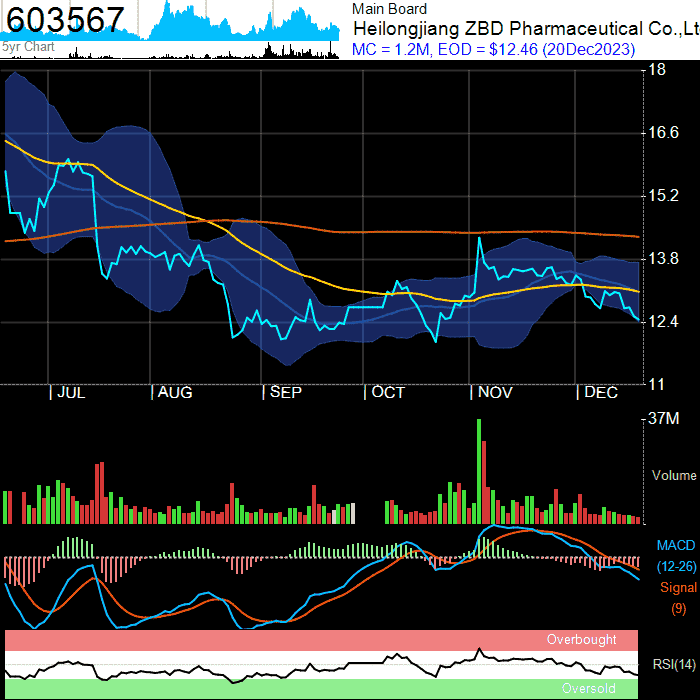 603567
5yr Chart
Main Board
Heilongjiang ZBD Pharmaceutical Co.,Lt
MC = 1.2M, EOD = $12.46 (20Dec2023)
18
16.6
15.2
13.8
12.4
11
JUL
AUG
SEP
OCT
NOV
DEC
37M
Volume
MACD
(12-26)
Signal
(9)
Overbought
RSI(14)
Oversold